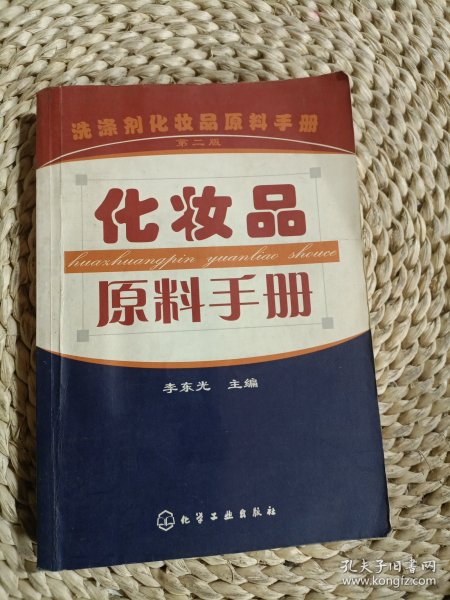 洗涤剂化妆品原料手册
第二版
化妆品
huazhuangpin yuanliao shouce
原料手册
李东光 主编
化学工业出版社
孔夫子旧书网
www.kongfz.com